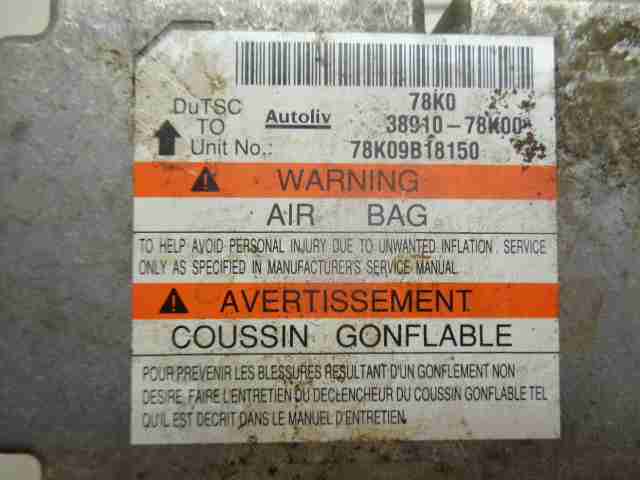 78K0
DuTSC Autoliv 38910-78K00
TO
Unit No.: 78K09B18150
WARNING
AIR BAG
TO HELP AVOID PERSONAL INJURY DUE TO UNWANTED INFLATION. SERVICE
ONLY AS SPECIFIED IN MANUFACTURER'S SERVICE MANUAL.
AVERTISSEMENT
COUSSIN GONFLABLE
POUR PREVENIR LES BLESSURES RESULTANT D'UN GONFLEMENT NON
DESIRE, FAIRE L'ENTRETIEN DU DECLENCHEUR DU COUSSIN GONFLABLE TEL
QU'IL EST DECRIT DANS LE MANUEL D'ENTRETIEN.